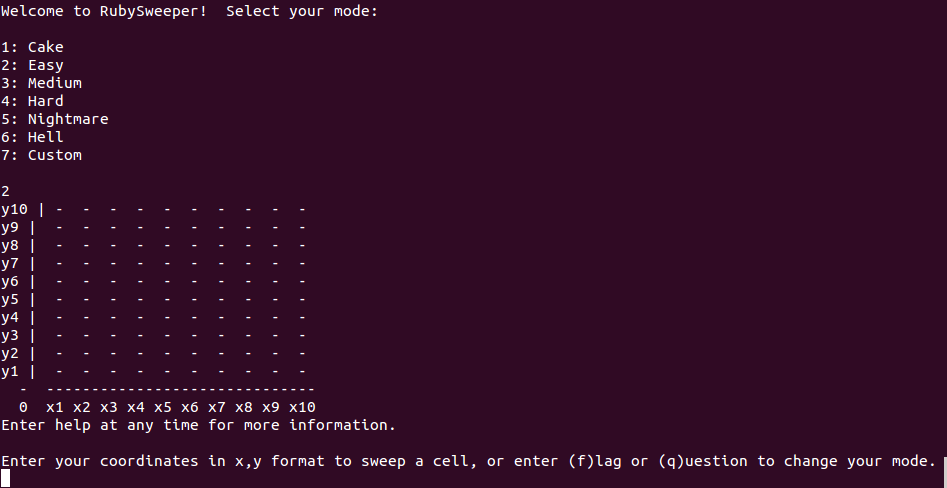 Welcome to RubySweeper!  Select your mode:
1: Cake
2: Easy
3: Medium
4: Hard
5: Nightmare
6: Hell
7: Custom
2
y10 | -  -  -  -  -  -  -  -  -  -
y9 |  -  -  -  -  -  -  -  -  -  -
y8 |  -  -  -  -  -  -  -  -  -  -
y7 |  -  -  -  -  -  -  -  -  -  -
y6 |  -  -  -  -  -  -  -  -  -  -
y5 |  -  -  -  -  -  -  -  -  -  -
y4 |  -  -  -  -  -  -  -  -  -  -
y3 |  -  -  -  -  -  -  -  -  -  -
y2 |  -  -  -  -  -  -  -  -  -  -
y1 |  -  -  -  -  -  -  -  -  -  -
  -  ------------------------------
  0  x1 x2 x3 x4 x5 x6 x7 x8 x9 x10
Enter help at any time for more information.
Enter your coordinates in x,y format to sweep a cell, or enter (f)lag or (q)uestion to change your mode.